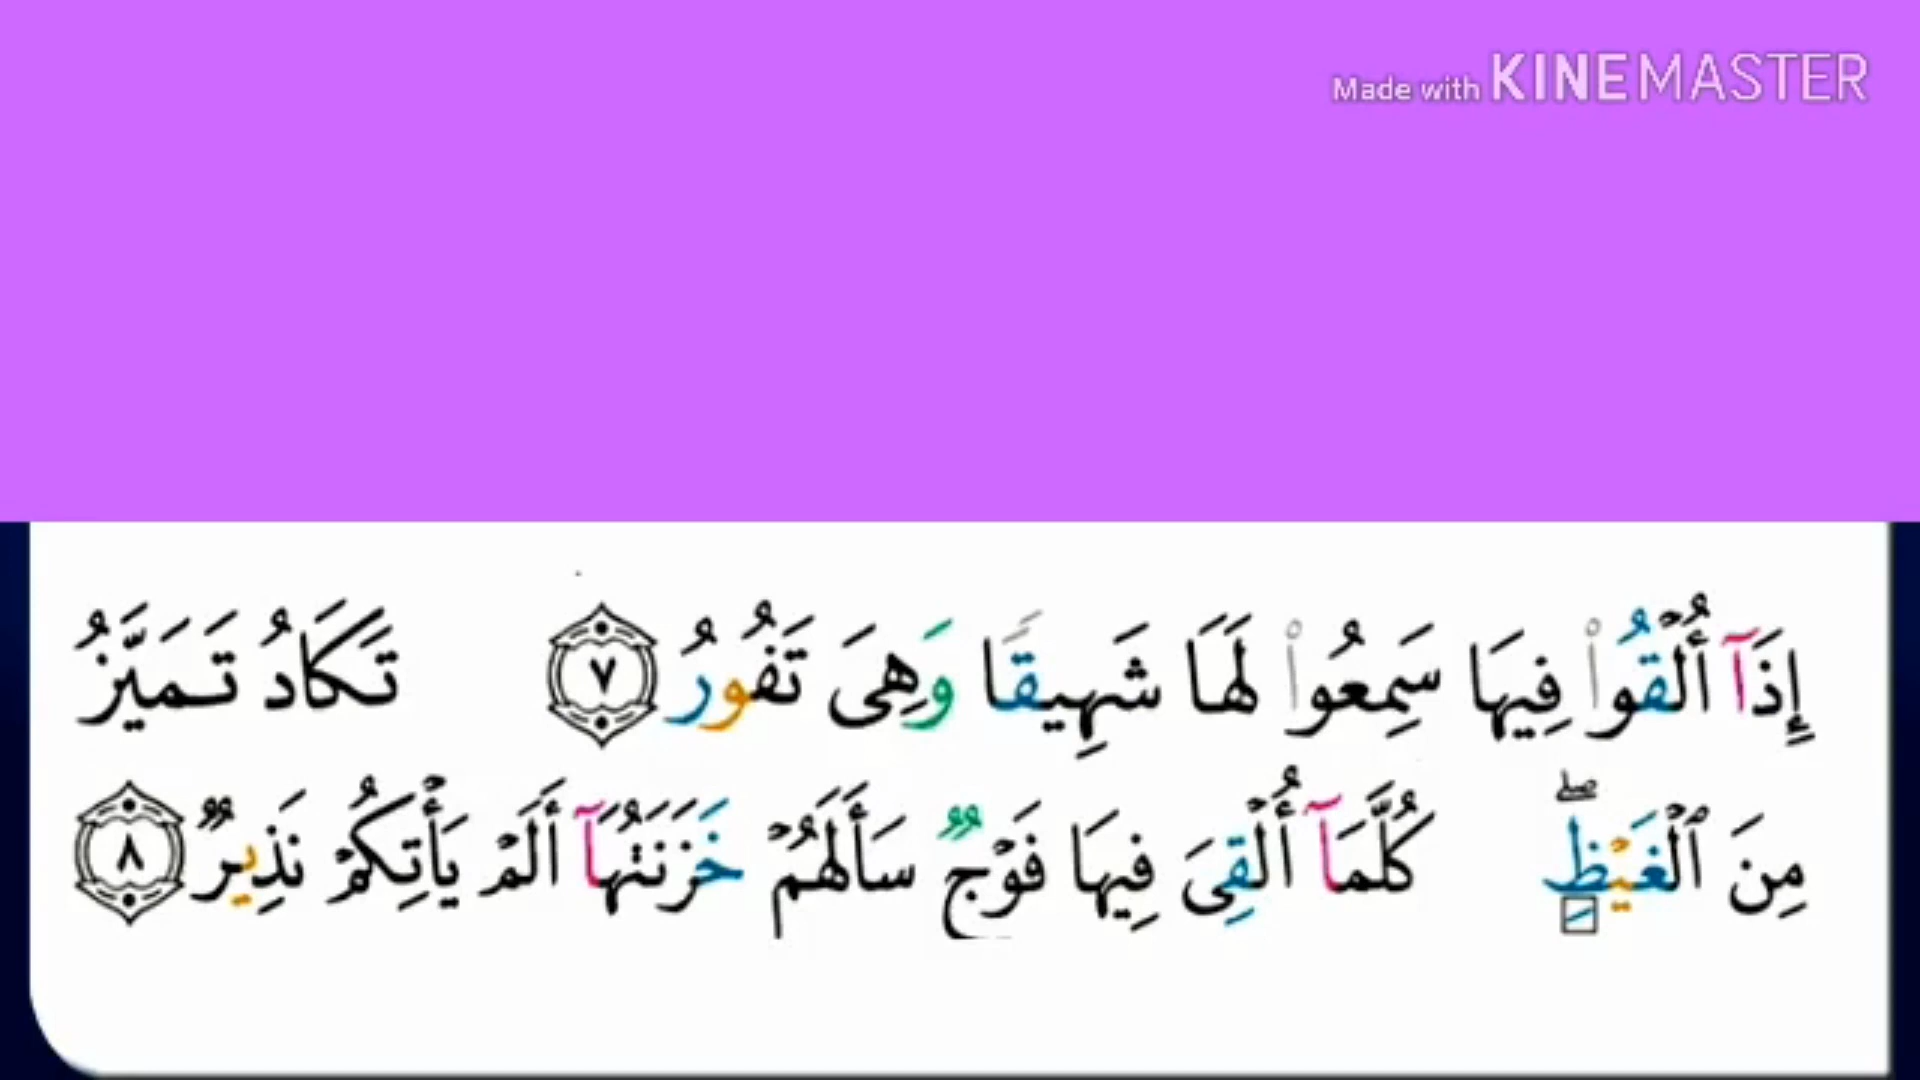 Made with KINEMASTER
إِذَآ أُلۡقُواْ فِيهَا سَمِعُواْ لَهَا شَهِيقًا وَهِىَ تَفُورُ ٧ تَكَادُ تَمَيَّزُ
مِنَ ٱلۡغَيۡظِۖ كُلَّمَآ أُلۡقِىَ فِيهَا فَوۡجٌ سَأَلَهُمۡ خَزَنَتُهَآ أَلَمۡ يَأۡتِكُمۡ نَذِيرٌ ٨